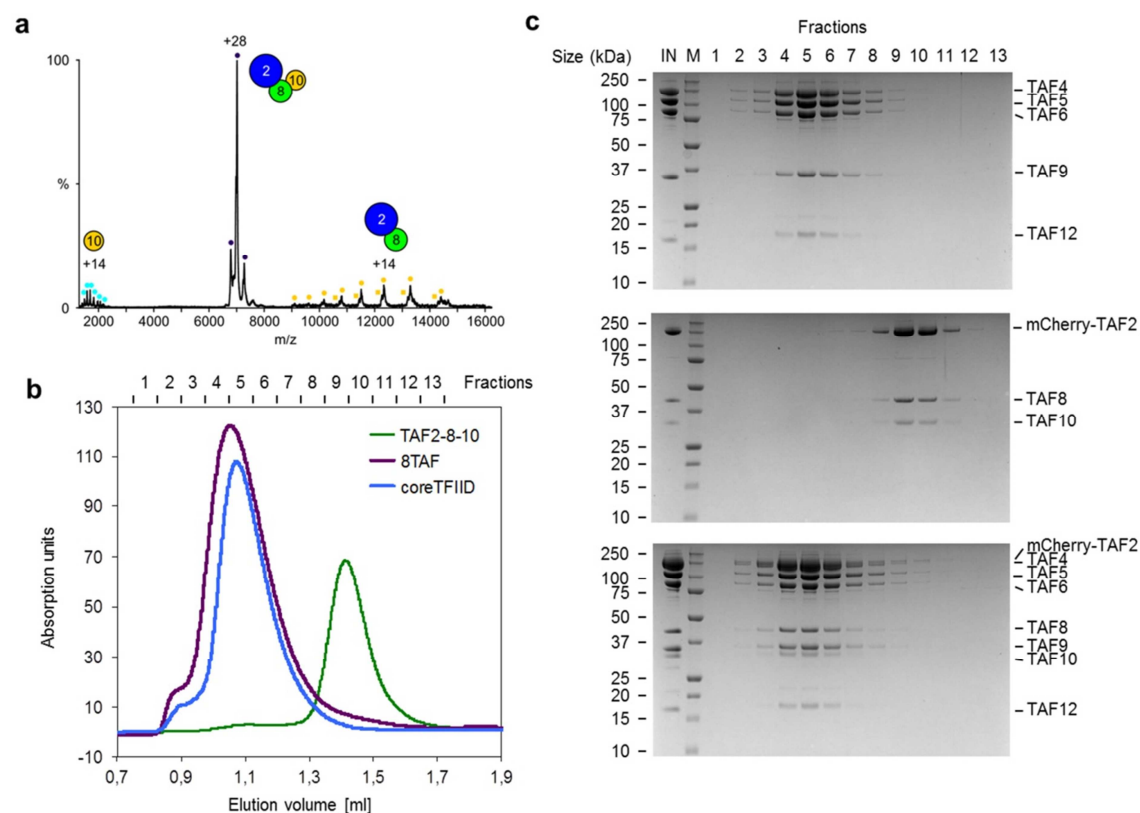 a
+28
100
2
8
10
%
2
8
10
+14
+14
0
2000 4000 6000 8000 10000 12000 14000 16000
m/z
b
1 2 3 4 5 6 7 8 9 10 11 12 13 Fractions
130
110
90
70
50
30
10
-10
Absorption units
TAF2-8-10
8TAF
coreTFIID
0,7 0,9 1,1 1,3 1,5 1,7 1,9
Elution volume [ml]
c
Fractions
Size (kDa) IN M 1 2 3 4 5 6 7 8 9 10 11 12 13
250
100
75
50
37
25
20
15
10
TAF4
TAF5
TAF6
TAF9
TAF12
250
100
75
50
37
25
20
15
10
mCherry-TAF2
TAF8
TAF10
250
100
75
50
37
25
20
15
10
mCherry-TAF2
TAF4
TAF5
TAF6
TAF8
TAF9
TAF10
TAF12